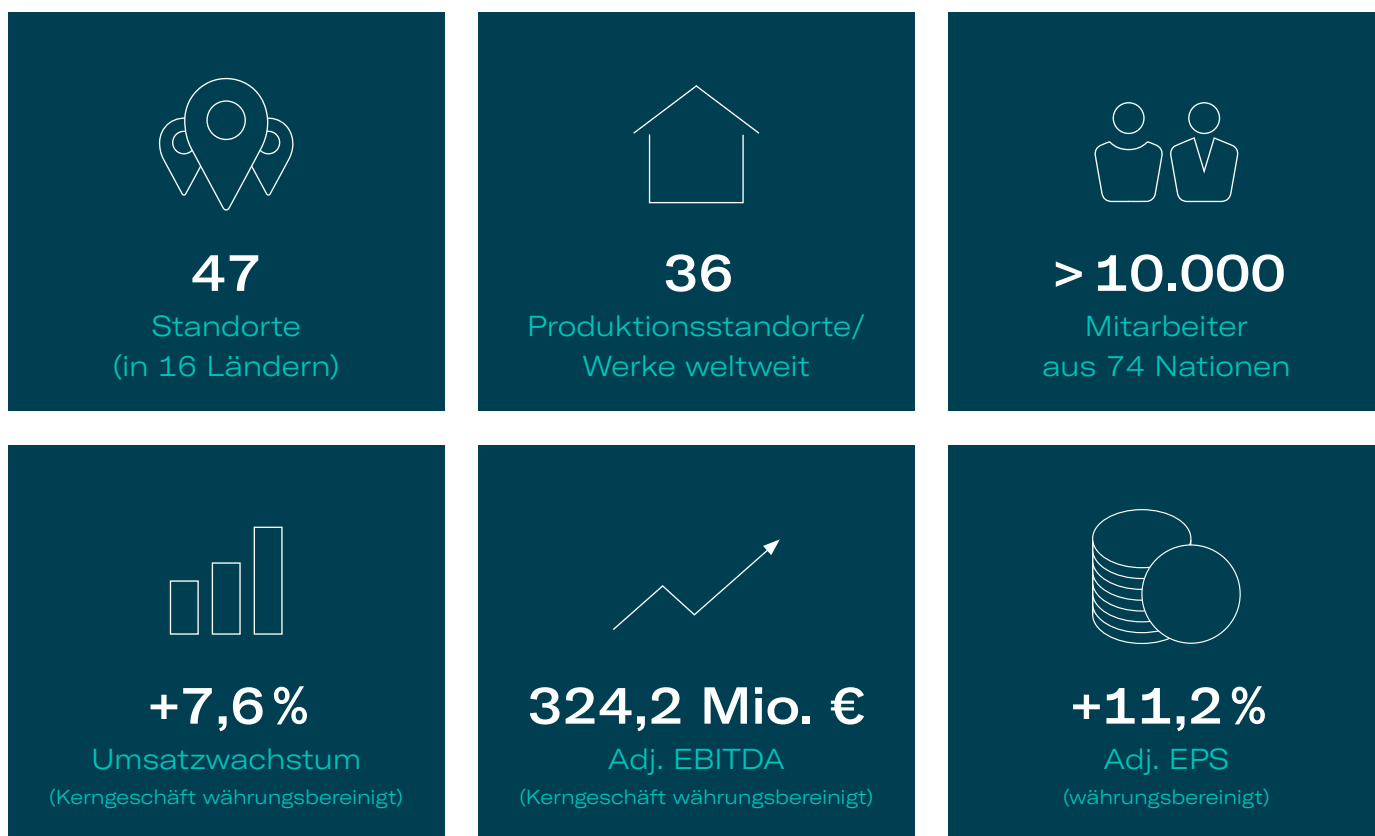 47
Standorte
(in 16 Ländern)
36
Produktionsstandorte/
Werke weltweit
> 10.000
Mitarbeiter
aus 74 Nationen
+7,6 %
Umsatzwachstum
(Kerngeschäft währungsbereinigt)
324,2 Mio. €
Adj. EBITDA
(Kerngeschäft währungsbereinigt)
+11,2 %
Adj. EPS
(währungsbereinigt)